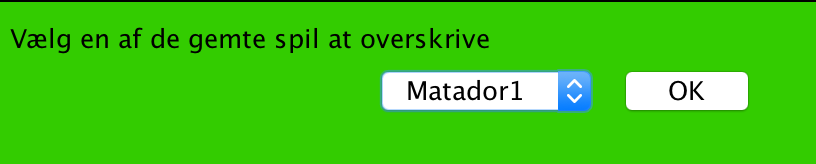 Vælg en af de gemte spil at overskrive
Matador1
OK